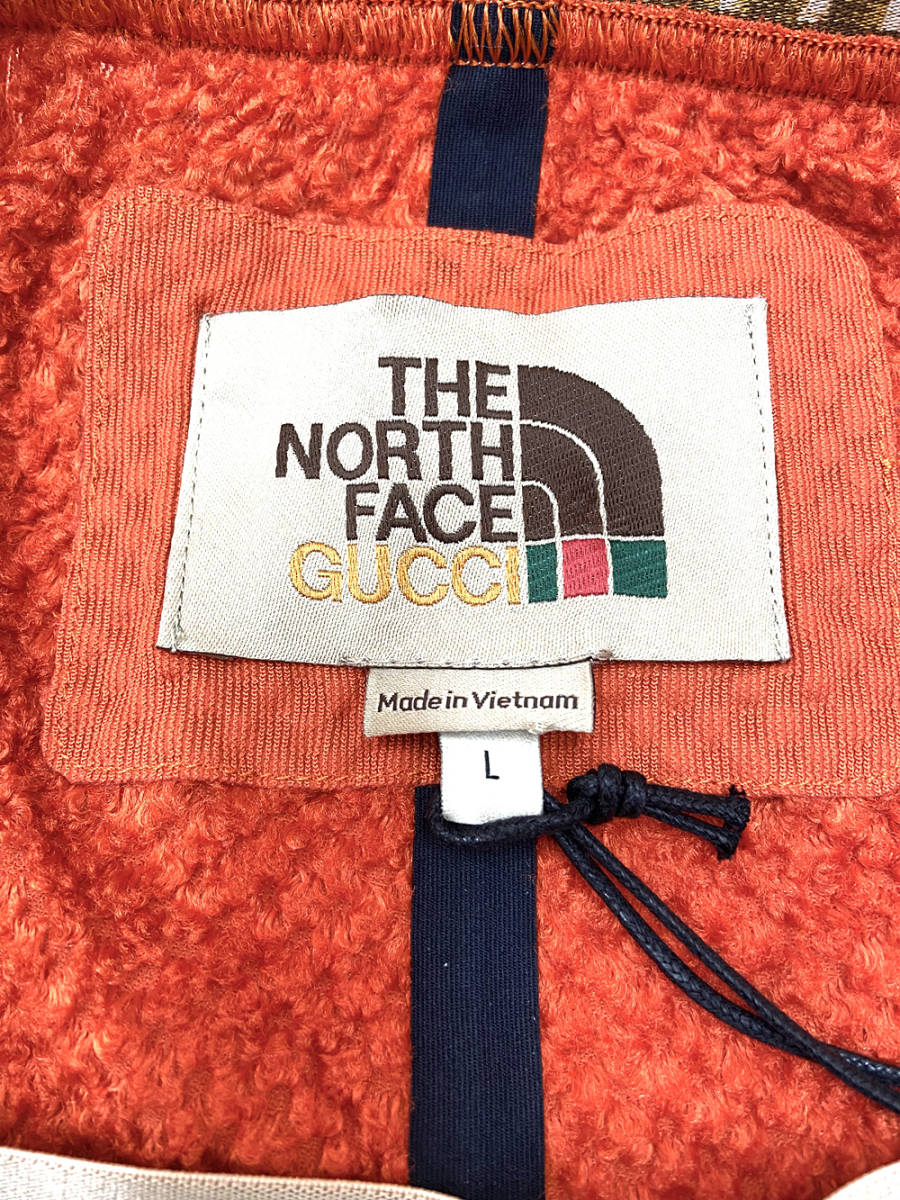 THE
NORTH
FACE
GUCCI
Made in Vietnam
L